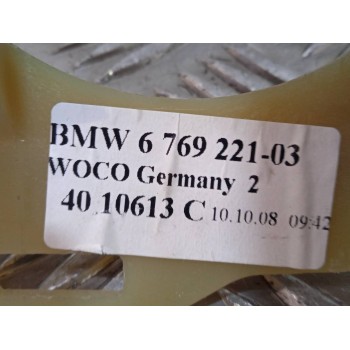 BMW 6 769 221-03
WOCO Germany 2
40 10613 C 10.10.08 09:42